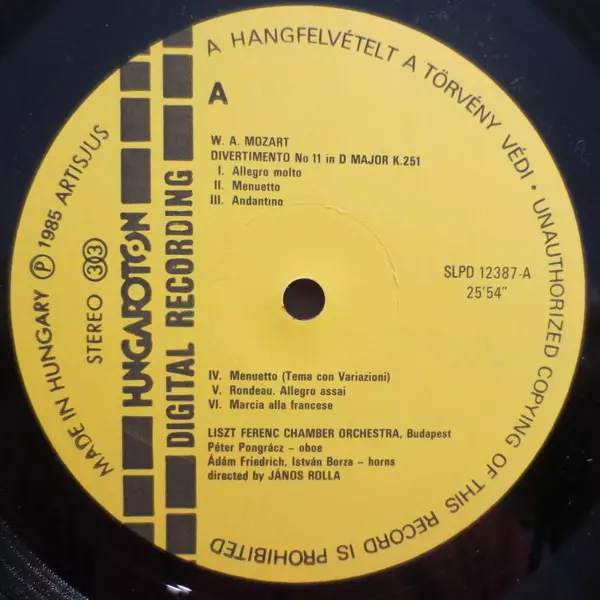 A HANGFELVÉTELT A TÖRVÉNY VÉDI · UNAUTHORIZED COPYING OF THIS RECORD IS PROHIBITED
MADE IN HUNGARY Ⓟ 1985 ARTISJUS
STEREO 33
HUNGAROTON
DIGITAL RECORDING
A
W. A. MOZART
DIVERTIMENTO No 11 in D MAJOR K.251
I. Allegro molto
II. Menuetto
III. Andantino
SLPD 12387-A
25'54"
IV. Menuetto (Tema con Variazioni)
V. Rondeau. Allegro assai
VI. Marcia alla francese
LISZT FERENC CHAMBER ORCHESTRA, Budapest
Péter Pongrácz – oboe
Ádám Friedrich, István Borza – horns
directed by JÁNOS ROLLA